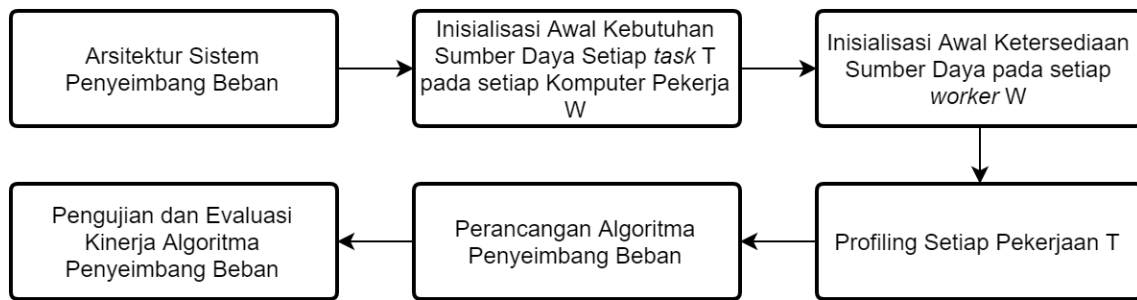 Arsitektur Sistem
Penyeimbang Beban
Inisialisasi Awal Kebutuhan
Sumber Daya Setiap task T
pada setiap Komputer Pekerja
W
Inisialisasi Awal Ketersediaan
Sumber Daya pada setiap
worker W
Profiling Setiap Pekerjaan T
Perancangan Algoritma
Penyeimbang Beban
Pengujian dan Evaluasi
Kinerja Algoritma
Penyeimbang Beban